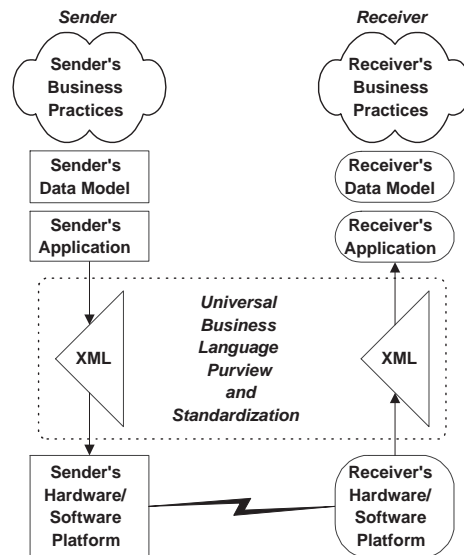 Sender
Receiver
Sender's
Business
Practices
Receiver's
Business
Practices
Sender's
Data Model
Receiver's
Data Model
Sender's
Application
Receiver's
Application
Universal
Business
Language
Purview
and
Standardization
XML
XML
Sender's
Hardware/
Software
Platform
Receiver's
Hardware/
Software
Platform